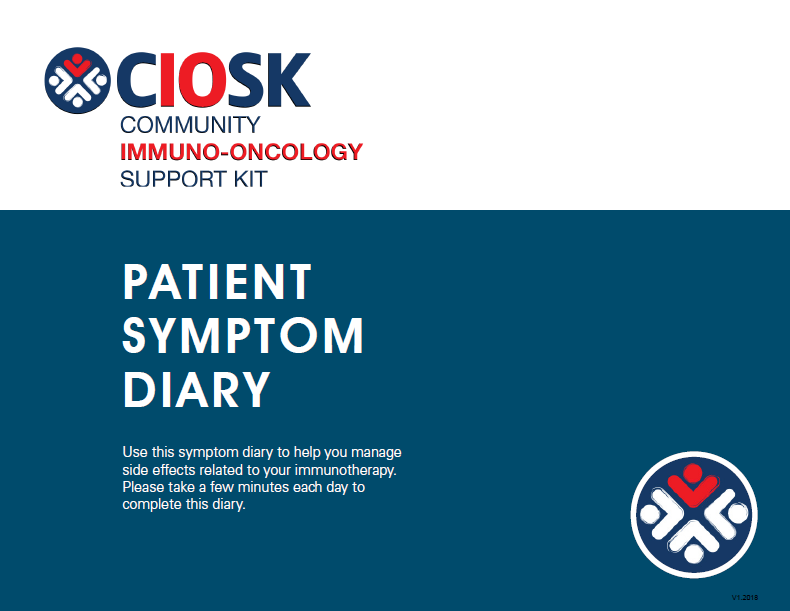 CIOSK
COMMUNITY
IMMUNO-ONCOLOGY
SUPPORT KIT
PATIENT
SYMPTOM
DIARY
Use this symptom diary to help you manage
side effects related to your immunotherapy.
Please take a few minutes each day to
complete this diary.
V1.2018